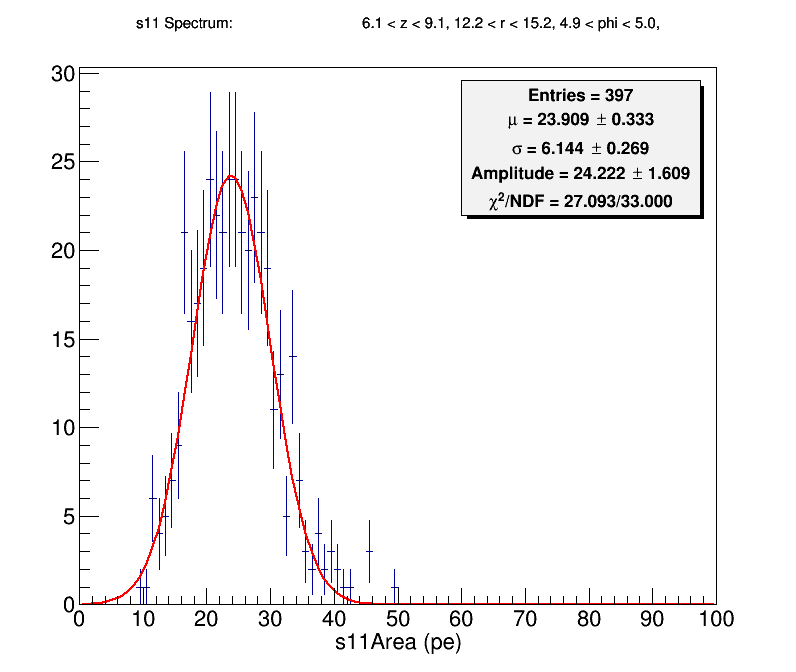 s11 Spectrum: 6.1 < z < 9.1, 12.2 < r < 15.2, 4.9 < phi < 5.0,
Entries = 397
μ = 23.909 ± 0.333
σ = 6.144 ± 0.269
Amplitude = 24.222 ± 1.609
χ²/NDF = 27.093/33.000
30
25
20
15
10
5
0
0 10 20 30 40 50 60 70 80 90 100
s11Area (pe)